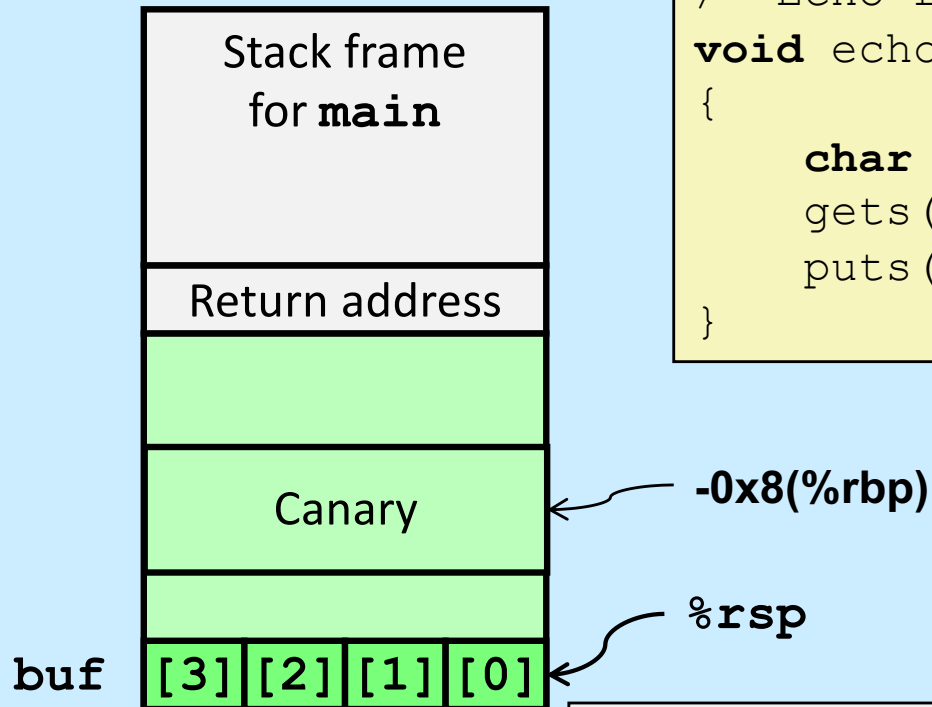 Stack frame
for main
Return address
Canary
buf [3] [2] [1] [0]
void echo
{
char
gets(
puts(
}
-0x8(%rbp)
%rsp